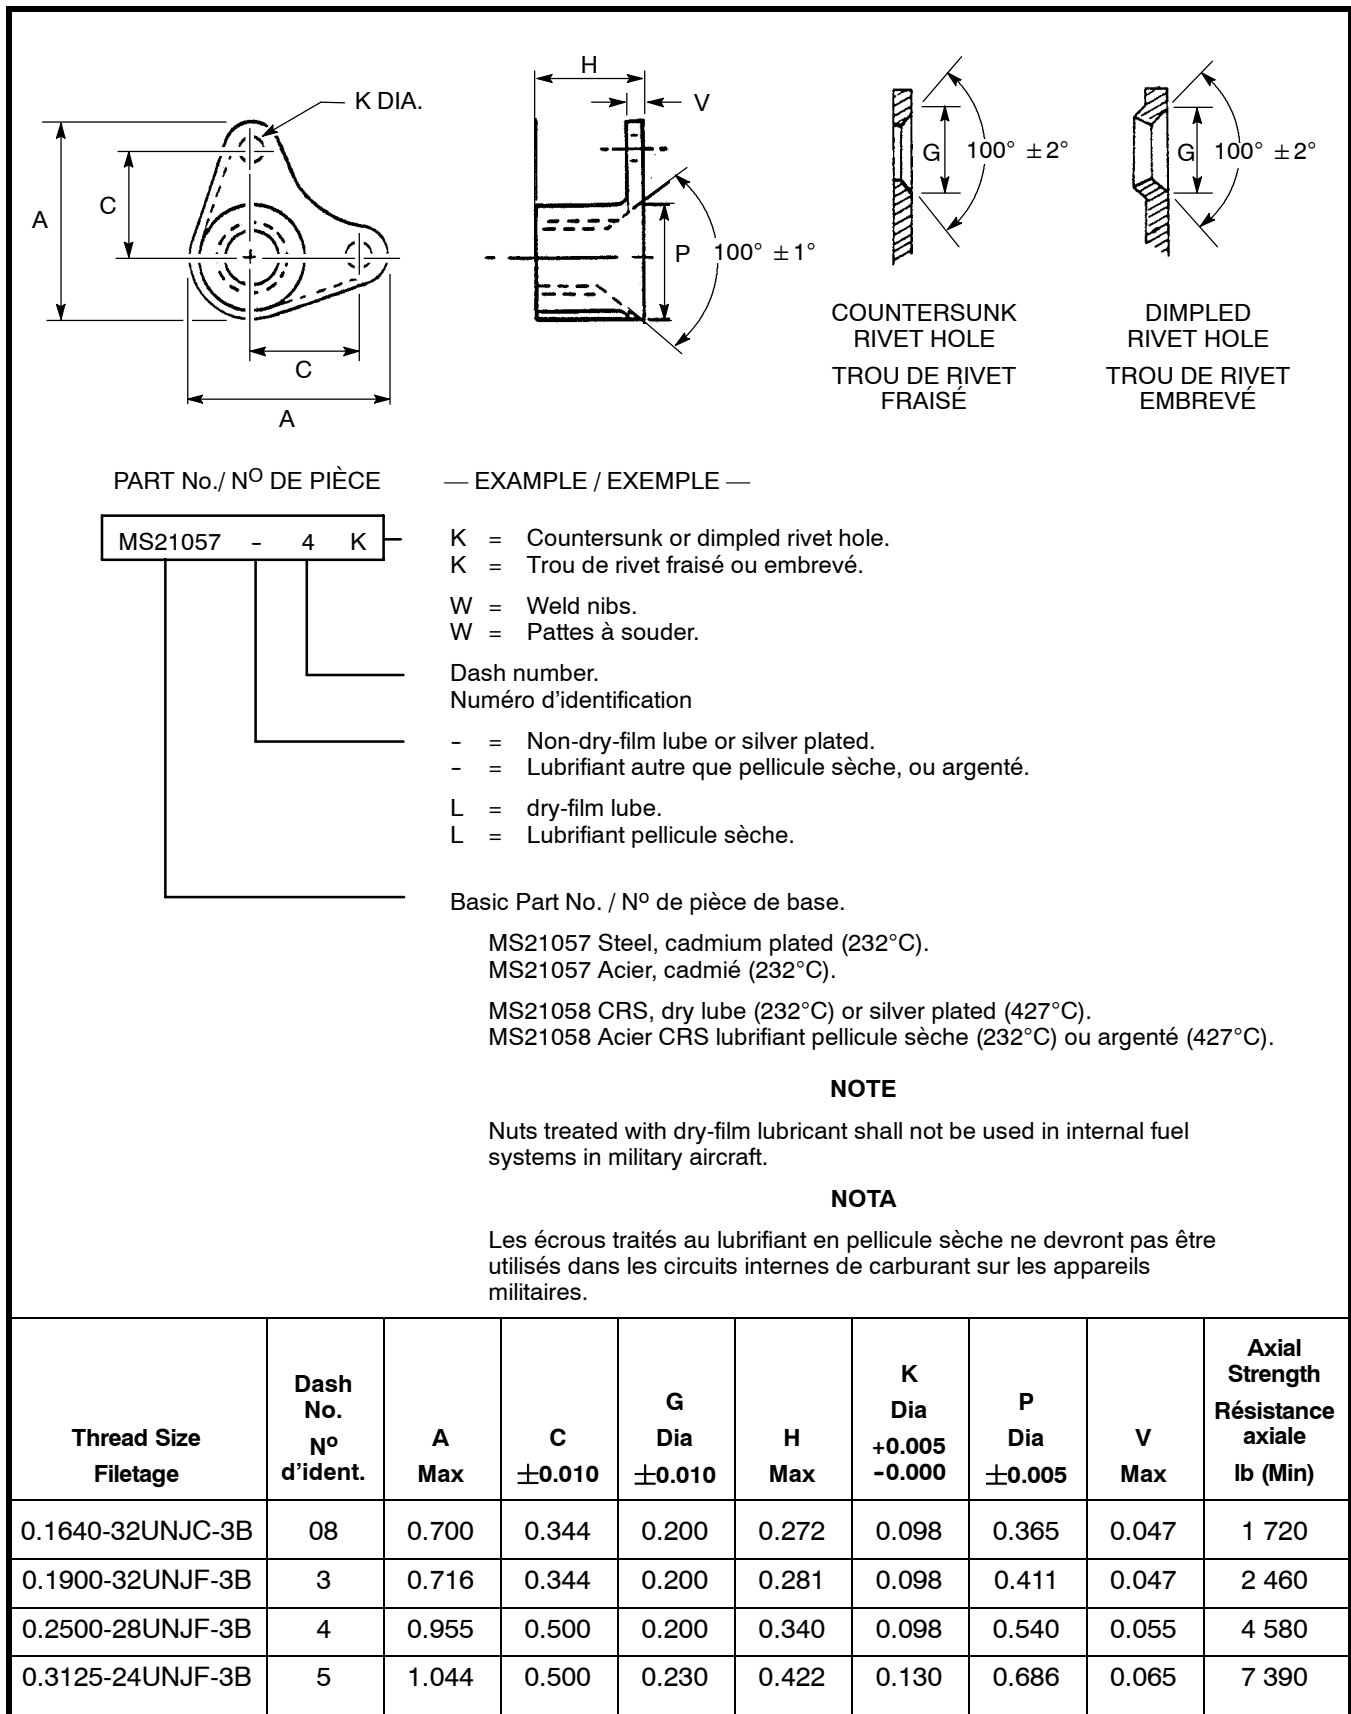 K DIA.
A
C
C
A
H
V
P
100° ±1°
G
100° ±2°
G
100° ±2°
COUNTERSUNK
RIVET HOLE
TROU DE RIVET
FRAISÉ
DIMPLED
RIVET HOLE
TROU DE RIVET
EMBREVÉ
PART No./ Nº DE PIÈCE — EXAMPLE / EXEMPLE —
MS21057 - 4 K
K = Countersunk or dimpled rivet hole.
K = Trou de rivet fraisé ou embrevé.
W = Weld nibs.
W = Pattes à souder.
Dash number.
Numéro d'identification
- = Non-dry-film lube or silver plated.
- = Lubrifiant autre que pellicule sèche, ou argenté.
L = dry-film lube.
L = Lubrifiant pellicule sèche.
Basic Part No. / Nº de pièce de base.
MS21057 Steel, cadmium plated (232°C).
MS21057 Acier, cadmié (232°C).
MS21058 CRS, dry lube (232°C) or silver plated (427°C).
MS21058 Acier CRS lubrifiant pellicule sèche (232°C) ou argenté (427°C).
NOTE
Nuts treated with dry-film lubricant shall not be used in internal fuel
systems in military aircraft.
NOTA
Les écrous traités au lubrifiant en pellicule sèche ne devront pas être
utilisés dans les circuits internes de carburant sur les appareils
militaires.
Thread Size
Filetage
Dash
No.
Nº
d'ident.
A
Max
C
±0.010
G
Dia
±0.010
H
Max
K
Dia
+0.005
-0.000
P
Dia
±0.005
V
Max
Axial
Strength
Résistance
axiale
lb (Min)
0.1640-32UNJC-3B 08 0.700 0.344 0.200 0.272 0.098 0.365 0.047 1 720
0.1900-32UNJF-3B 3 0.716 0.344 0.200 0.281 0.098 0.411 0.047 2 460
0.2500-28UNJF-3B 4 0.955 0.500 0.200 0.340 0.098 0.540 0.055 4 580
0.3125-24UNJF-3B 5 1.044 0.500 0.230 0.422 0.130 0.686 0.065 7 390